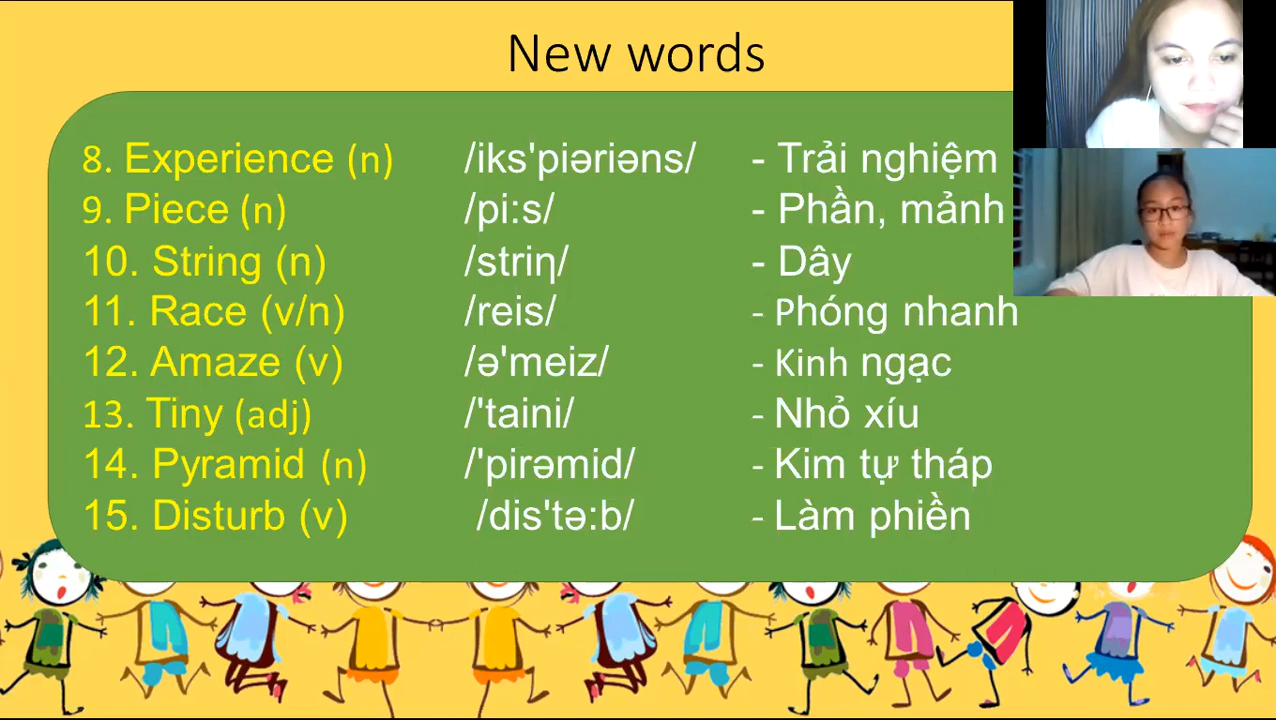 New words
8. Experience (n) /iks'piəriəns/ - Trải nghiệm
9. Piece (n) /pi:s/ - Phần, mảnh
10. String (n) /striη/ - Dây
11. Race (v/n) /reis/ - Phóng nhanh
12. Amaze (v) /ə'meiz/ - Kinh ngạc
13. Tiny (adj) /'taini/ - Nhỏ xíu
14. Pyramid (n) /'pirəmid/ - Kim tự tháp
15. Disturb (v) /dis'tə:b/ - Làm phiền